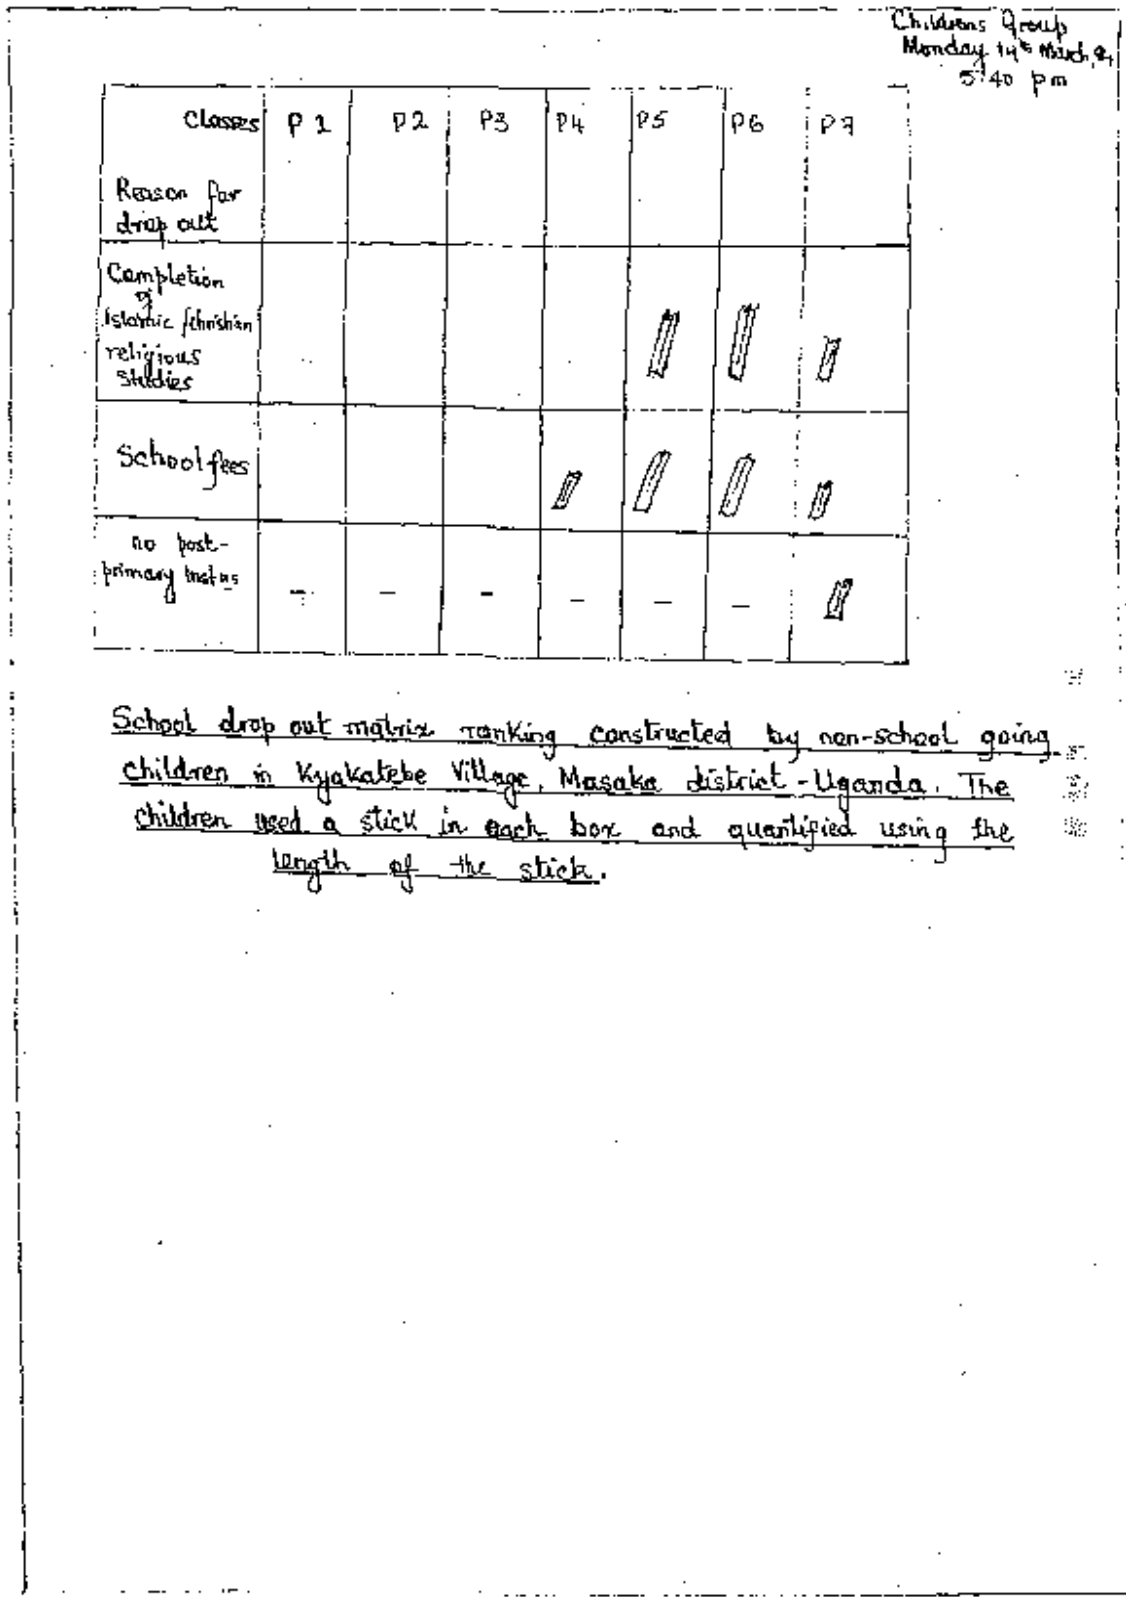 Childrens Group
Monday 14th March, 94
5.40 pm
Classes P1 P2 P3 P4 P5 P6 P7
Reason for
drop out
Completion
of
Islamic/christian
religious
Studies
School fees
no post-
primary
– – – – – –
School drop out matrix ranking constructed by non-school going
children in Kyakatebe Village, Masaka district - Uganda. The
children used a stick in each box and quantified using the
length of the stick.